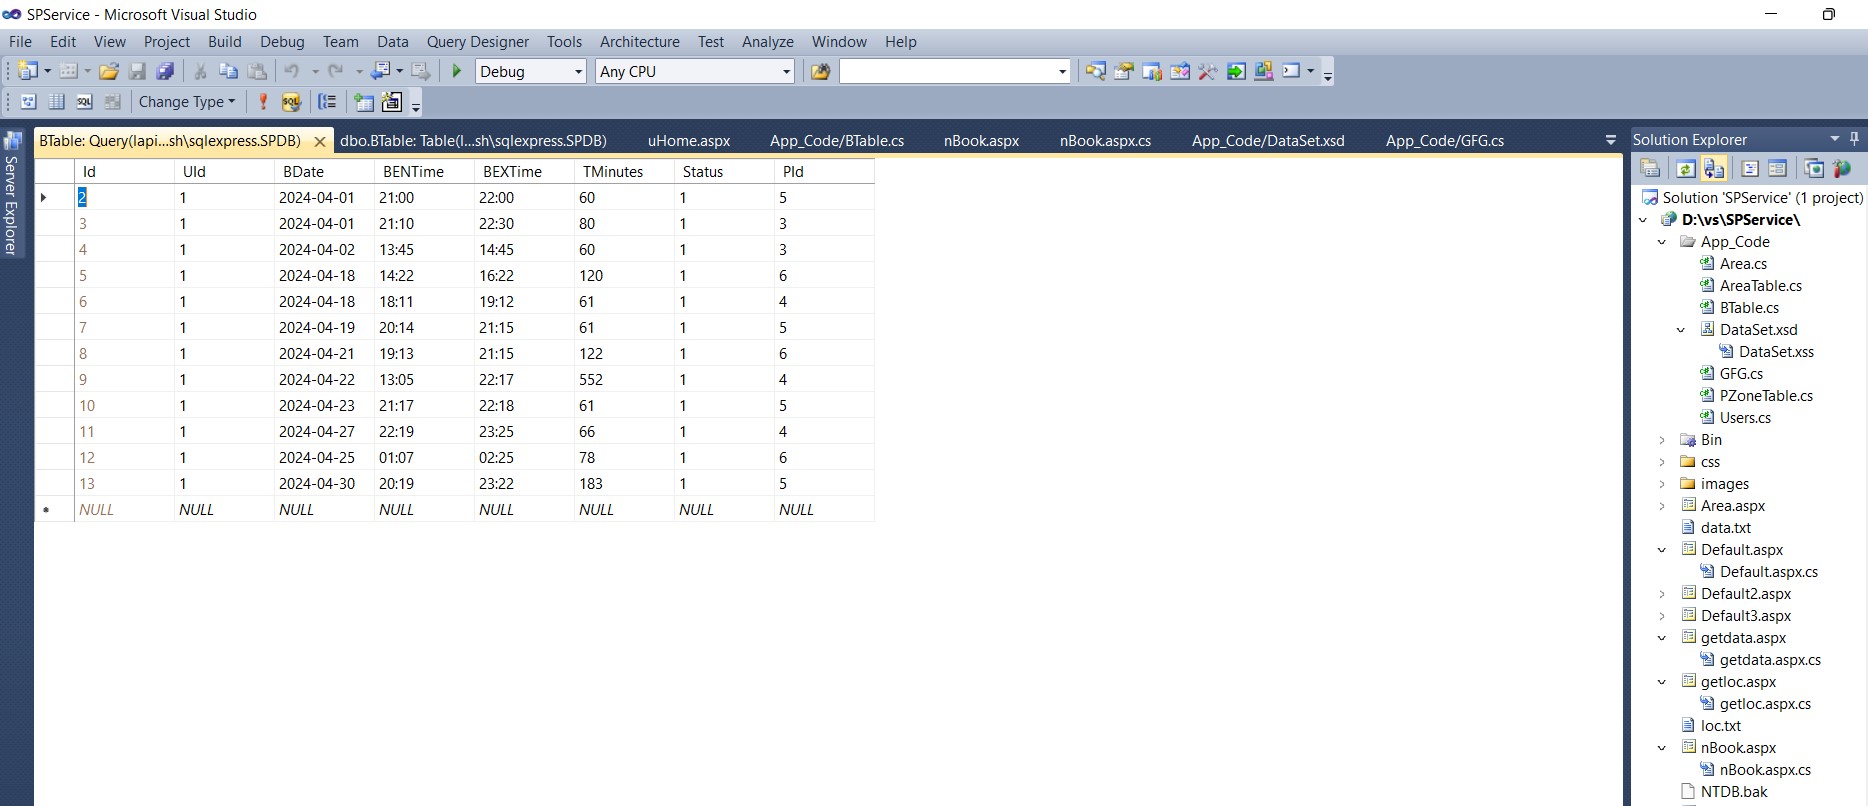 SPService - Microsoft Visual Studio
File Edit View Project Build Debug Team Data Query Designer Tools Architecture Test Analyze Window Help
Debug Any CPU
SQL Change Type SQL
Server Explorer
BTable: Query(lapi...sh\sqlexpress.SPDB) dbo.BTable: Table(l...sh\sqlexpress.SPDB) uHome.aspx App_Code/BTable.cs nBook.aspx nBook.aspx.cs App_Code/DataSet.xsd App_Code/GFG.cs
Id UId BDate BENTime BEXTime TMinutes Status PId
2 1 2024-04-01 21:00 22:00 60 1 5
3 1 2024-04-01 21:10 22:30 80 1 3
4 1 2024-04-02 13:45 14:45 60 1 3
5 1 2024-04-18 14:22 16:22 120 1 6
6 1 2024-04-18 18:11 19:12 61 1 4
7 1 2024-04-19 20:14 21:15 61 1 5
8 1 2024-04-21 19:13 21:15 122 1 6
9 1 2024-04-22 13:05 22:17 552 1 4
10 1 2024-04-23 21:17 22:18 61 1 5
11 1 2024-04-27 22:19 23:25 66 1 4
12 1 2024-04-25 01:07 02:25 78 1 6
13 1 2024-04-30 20:19 23:22 183 1 5
NULL NULL NULL NULL NULL NULL NULL NULL
Solution Explorer
Solution 'SPService' (1 project)
D:\vs\SPService\
App_Code
Area.cs
AreaTable.cs
BTable.cs
DataSet.xsd
DataSet.xss
GFG.cs
PZoneTable.cs
Users.cs
Bin
css
images
Area.aspx
data.txt
Default.aspx
Default.aspx.cs
Default2.aspx
Default3.aspx
getdata.aspx
getdata.aspx.cs
getloc.aspx
getloc.aspx.cs
loc.txt
nBook.aspx
nBook.aspx.cs
NTDB.bak